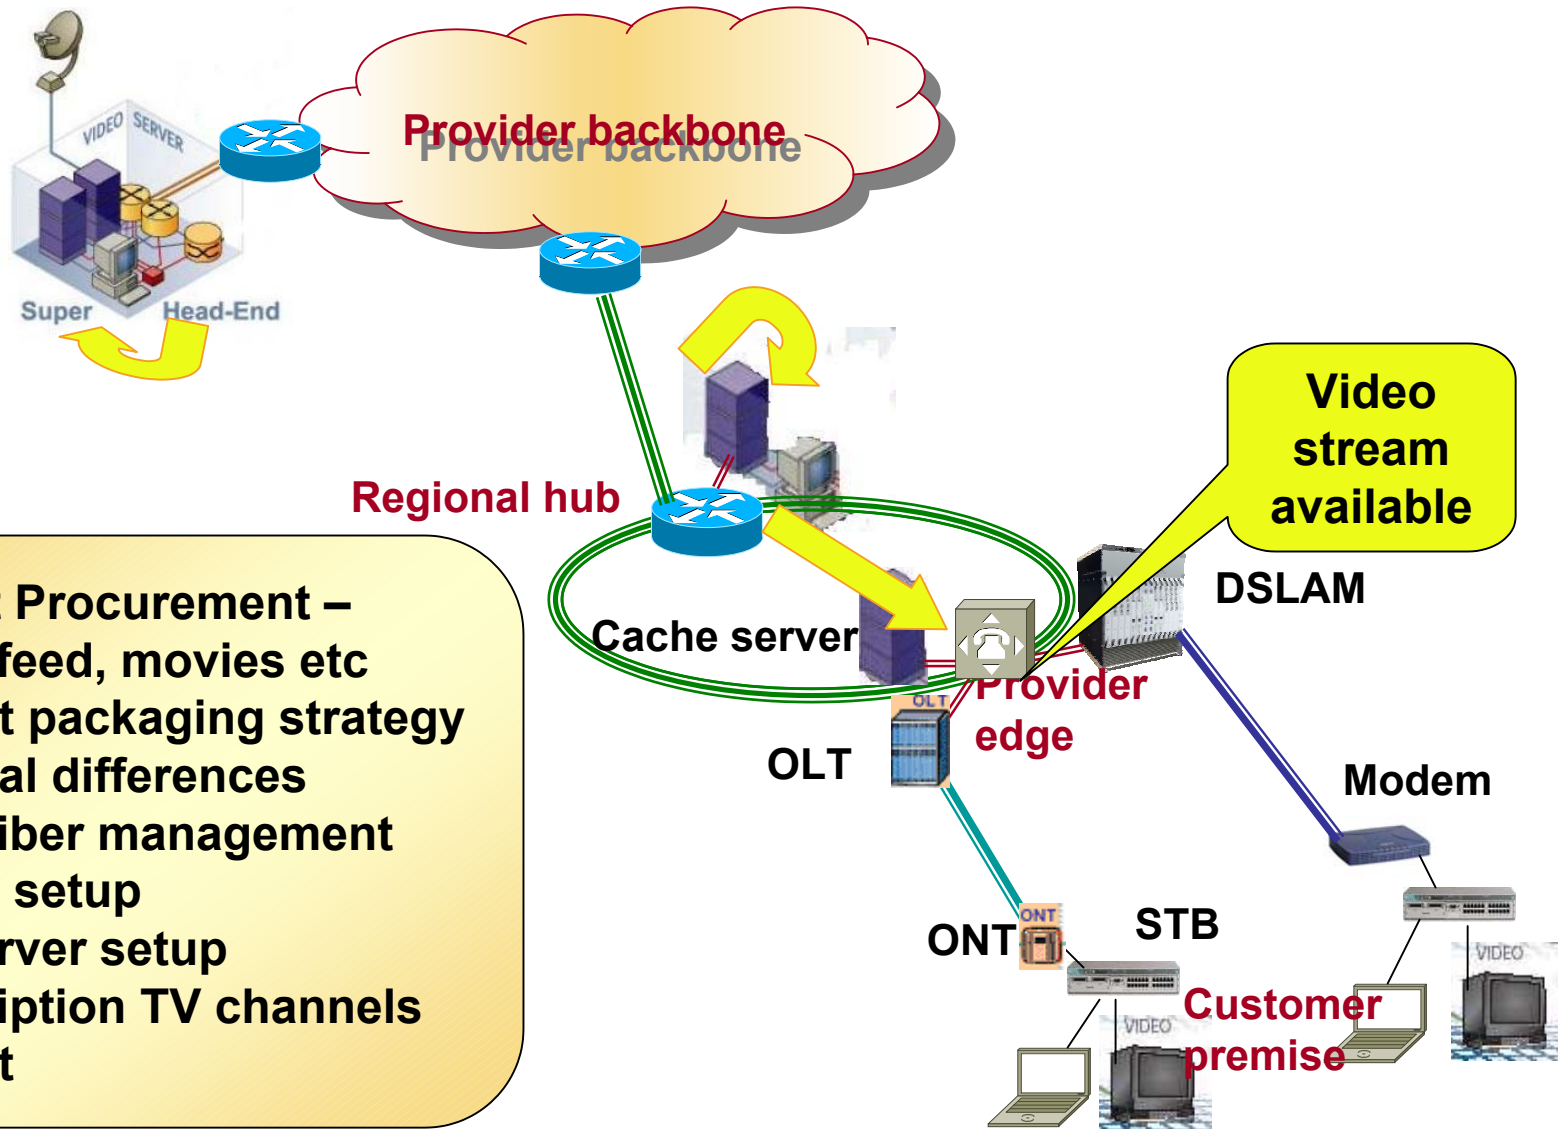 VIDEO SERVER
Super Head-End
Provider backbone
Regional hub
Video
stream
available
DSLAM
Cache server
Provider
edge
OLT
OLT
Modem
ONT
ONT
STB
VIDEO
VIDEO
Customer
premise
t Procurement –
feed, movies etc
t packaging strategy
al differences
iber management
setup
rver setup
iption TV channels
t